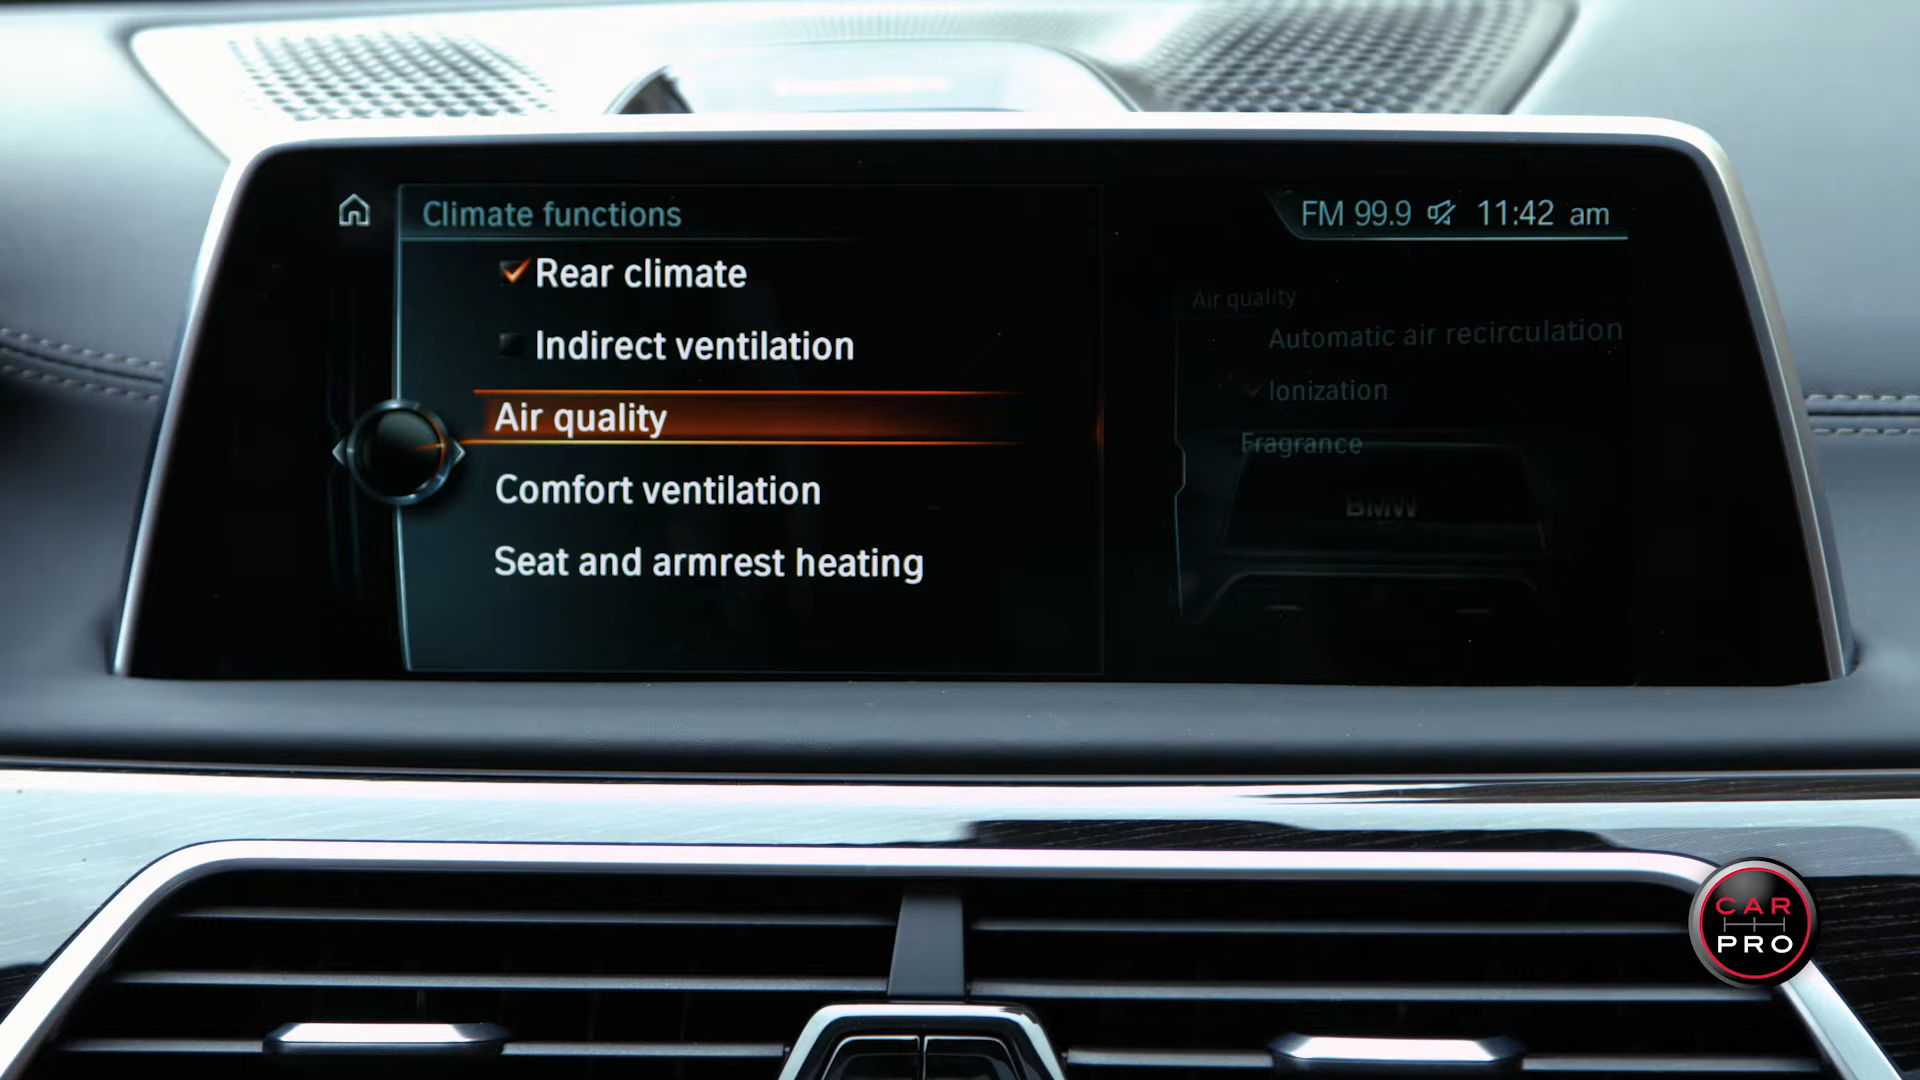 Climate functions
FM 99.9 11:42 am
Rear climate
Indirect ventilation
Air quality
Comfort ventilation
Seat and armrest heating
Air quality
Automatic air recirculation
Ionization
Fragrance
BMW
CAR
PRO